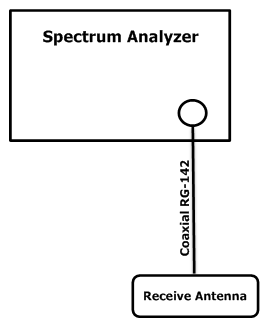 Spectrum Analyzer
Coaxial RG-142
Receive Antenna